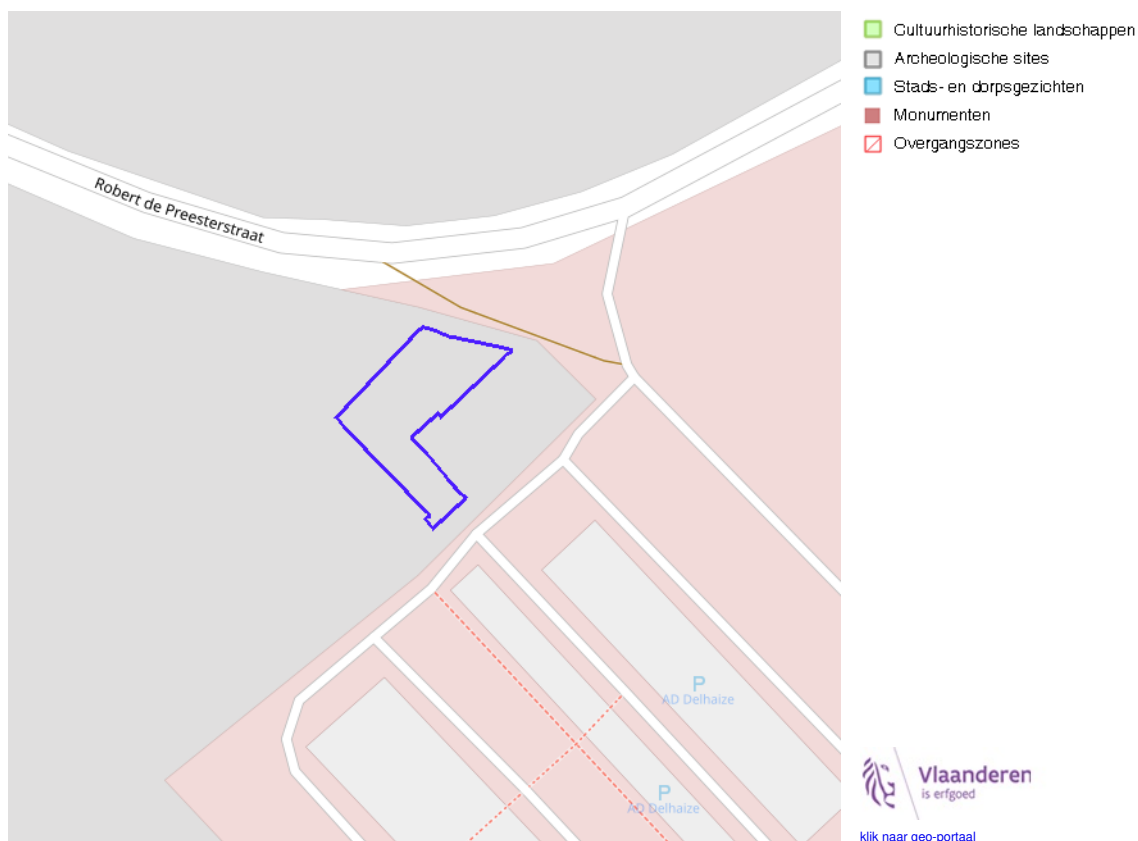 Cultuurhistorische landschappen
Archeologische sites
Stads- en dorpsgezichten
Monumenten
Overgangszones
Robert de Preesterstraat
P
AD Delhaize
P
AD Delhaize
Vlaanderen
is erfgoed
klik naar geo-portaal